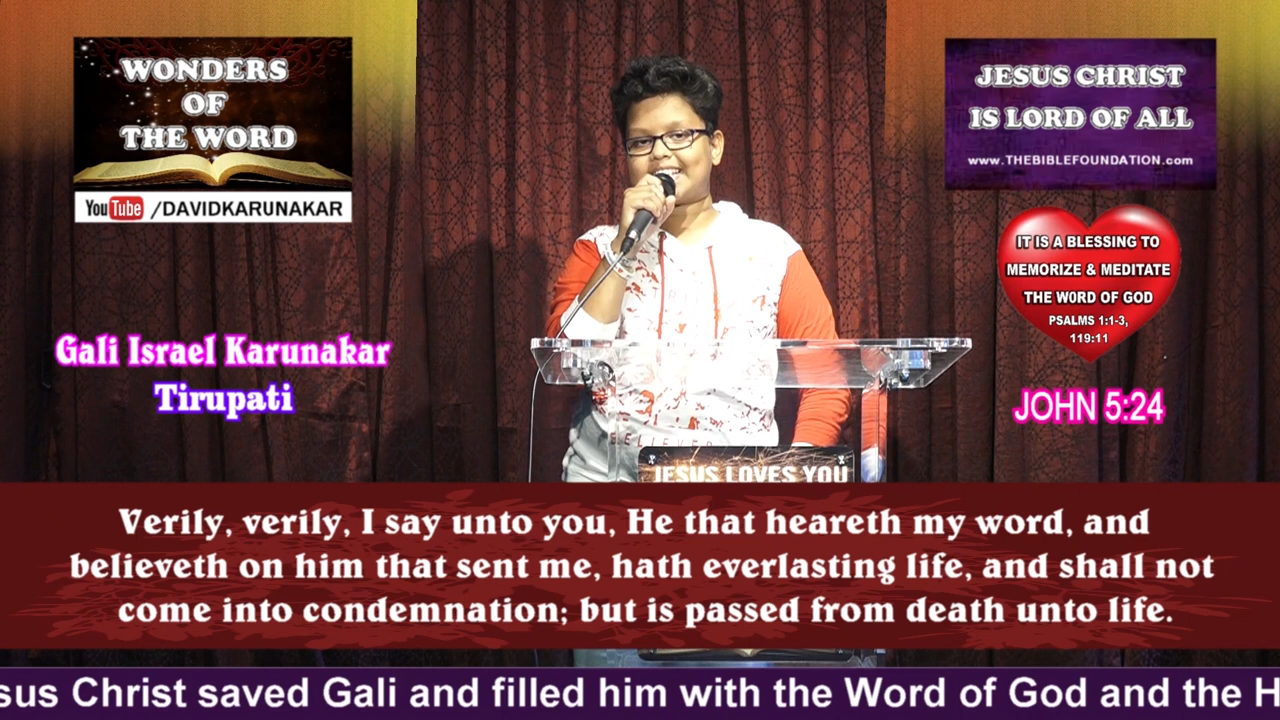 WONDERS
OF
THE WORD
YouTube /DAVIDKARUNAKAR
JESUS CHRIST
IS LORD OF ALL
www.THEBIBLEFOUNDATION.com
IT IS A BLESSING TO
MEMORIZE & MEDITATE
THE WORD OF GOD
PSALMS 1:1-3,
119:11
Gali Israel Karunakar
Tirupati
JOHN 5:24
BELIEVER
JESUS LOVES YOU
Verily, verily, I say unto you, He that heareth my word, and
believeth on him that sent me, hath everlasting life, and shall not
come into condemnation; but is passed from death unto life.
sus Christ saved Gali and filled him with the Word of God and the H